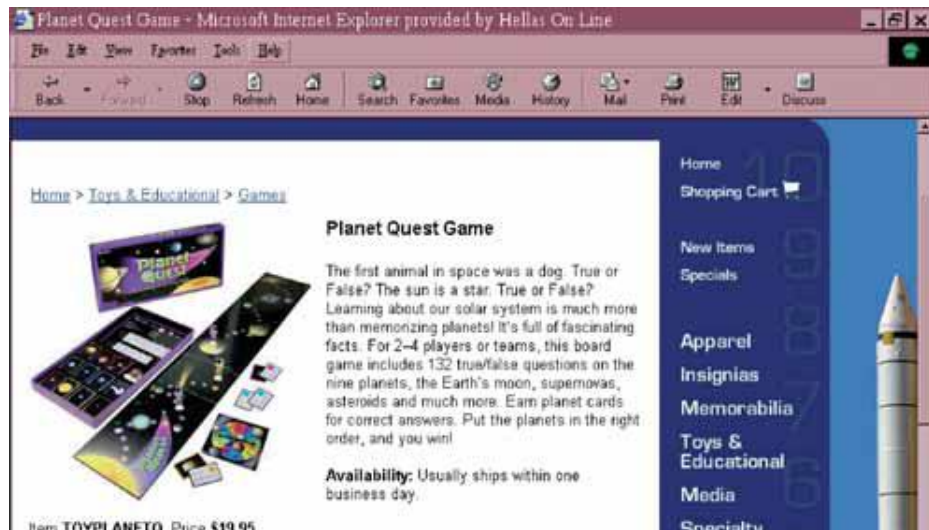 Planet Quest Game - Microsoft Internet Explorer provided by Hellas On Line
File Edit View Favorites Tools Help
Back Forward Stop Refresh Home Search Favorites Media History Mail Print Edit Discuss
Home > Toys & Educational > Games
Planet Quest
Planet Quest Game
The first animal in space was a dog. True or
False? The sun is a star. True or False?
Learning about our solar system is much more
than memorizing planets! It's full of fascinating
facts. For 2–4 players or teams, this board
game includes 132 true/false questions on the
nine planets, the Earth's moon, supernovas,
asteroids and much more. Earn planet cards
for correct answers. Put the planets in the right
order, and you win!
Availability: Usually ships within one
business day.
Item TOYPLANETQ Price $19.95
10
Home
Shopping Cart
9
New Items
Specials
8
Apparel
Insignias
7
Memorabilia
Toys &
Educational
6
Media
Specialty